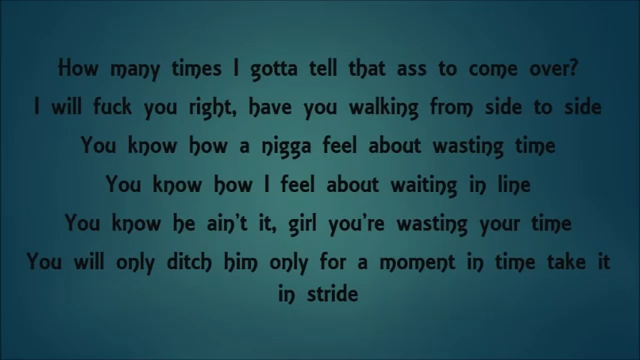 How many times I gotta tell that ass to come over?
I will fuck you right, have you walking from side to side
You know how a nigga feel about wasting time
You know how I feel about waiting in line
You know he ain't it, girl you're wasting your time
You will only ditch him only for a moment in time take it
in stride